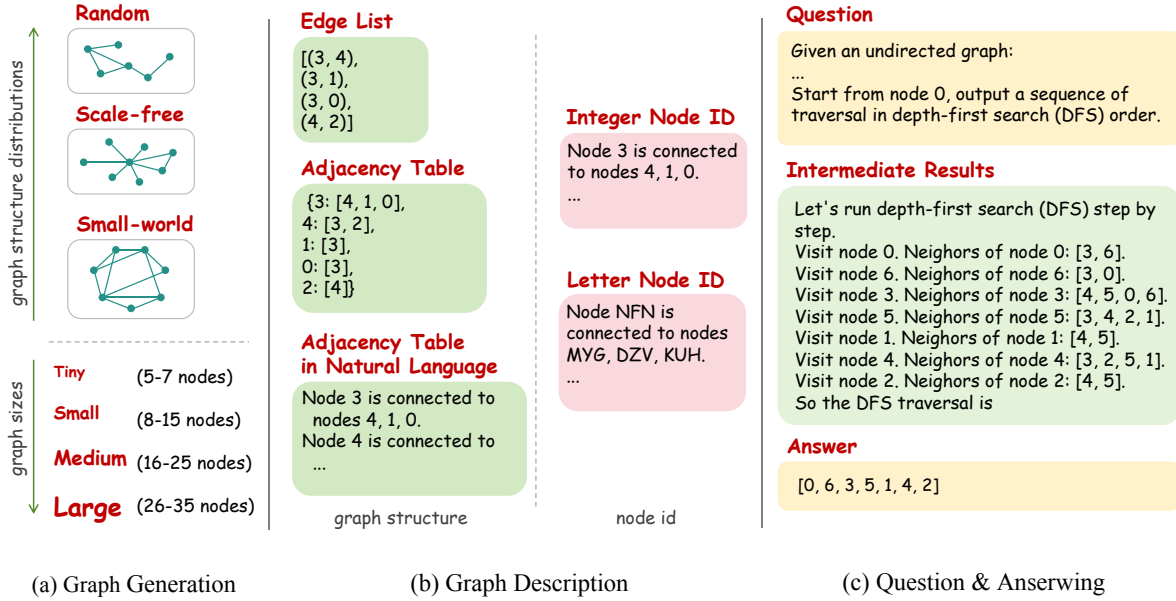 graph structure distributions
Random
Scale-free
Small-world
graph sizes
Tiny (5-7 nodes)
Small (8-15 nodes)
Medium (16-25 nodes)
Large (26-35 nodes)
(a) Graph Generation
Edge List
[(3, 4),
(3, 1),
(3, 0),
(4, 2)]
Adjacency Table
{3: [4, 1, 0],
4: [3, 2],
1: [3],
0: [3],
2: [4]}
Adjacency Table
in Natural Language
Node 3 is connected to
nodes 4, 1, 0.
Node 4 is connected to
...
graph structure
Integer Node ID
Node 3 is connected
to nodes 4, 1, 0.
...
Letter Node ID
Node NFN is
connected to nodes
MYG, DZV, KUH.
...
node id
(b) Graph Description
Question
Given an undirected graph:
...
Start from node 0, output a sequence of
traversal in depth-first search (DFS) order.
Intermediate Results
Let's run depth-first search (DFS) step by
step.
Visit node 0. Neighors of node 0: [3, 6].
Visit node 6. Neighors of node 6: [3, 0].
Visit node 3. Neighors of node 3: [4, 5, 0, 6].
Visit node 5. Neighors of node 5: [3, 4, 2, 1].
Visit node 1. Neighors of node 1: [4, 5].
Visit node 4. Neighors of node 4: [3, 2, 5, 1].
Visit node 2. Neighors of node 2: [4, 5].
So the DFS traversal is
Answer
[0, 6, 3, 5, 1, 4, 2]
(c) Question & Anserwing